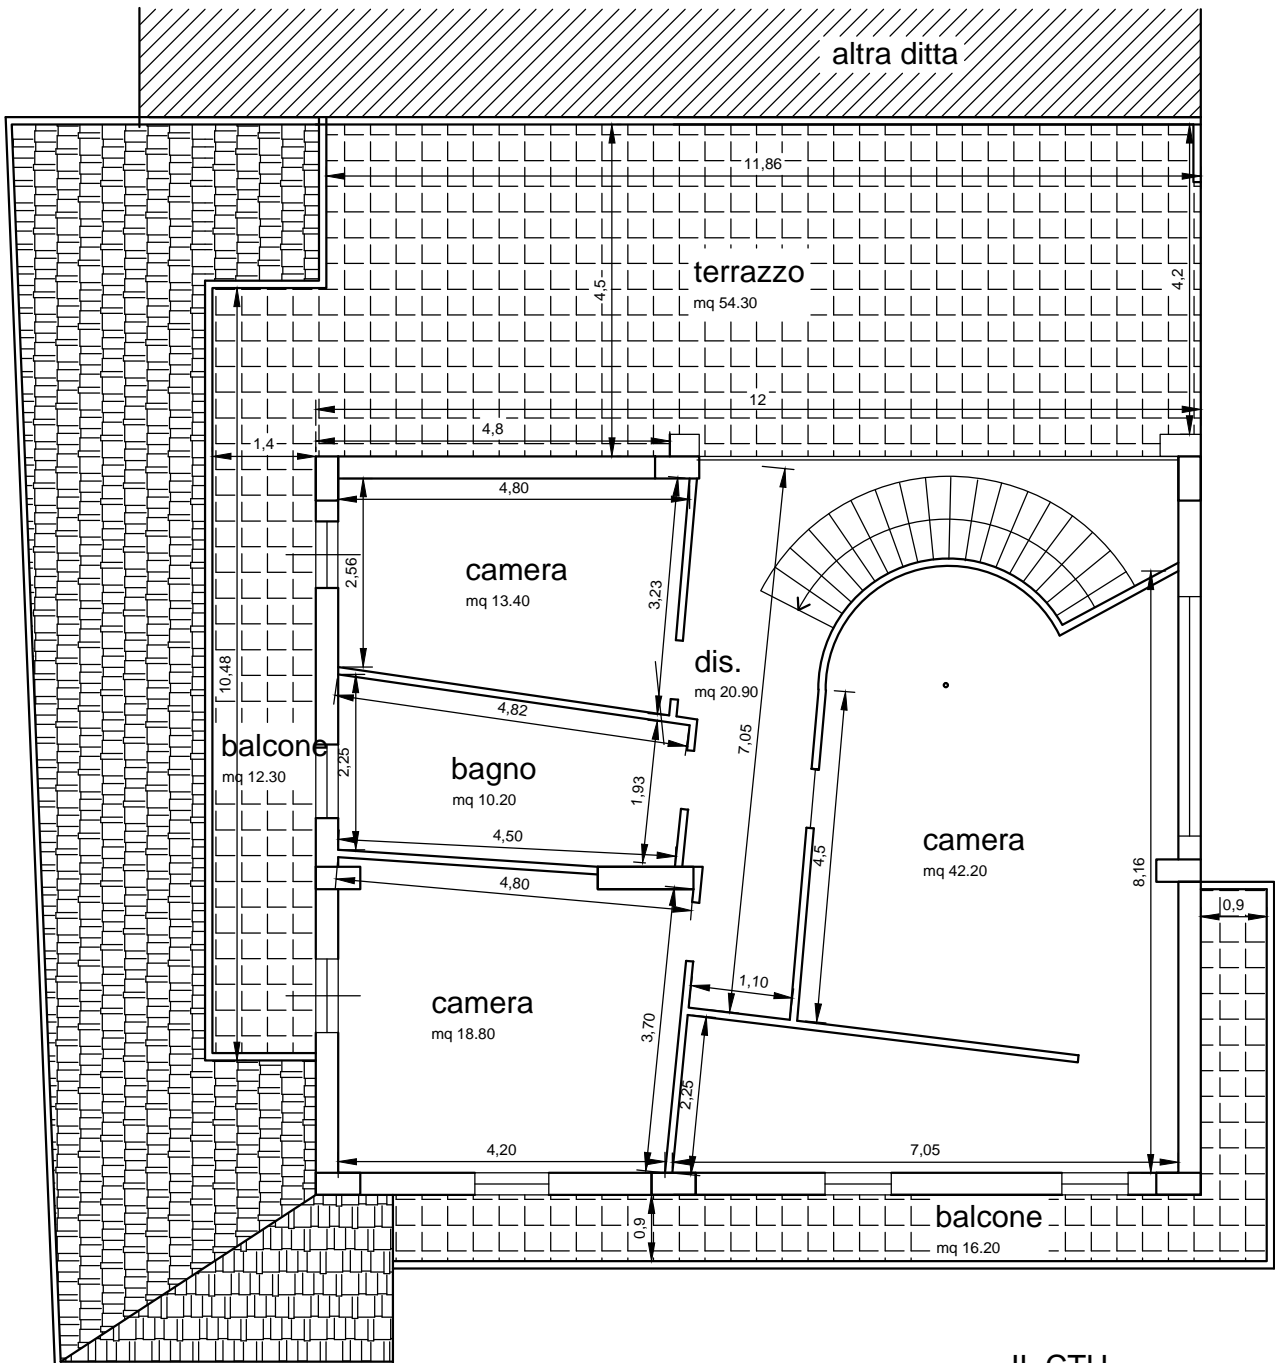 altra ditta
11,86
terrazzo
mq 54.30
4,5
4,2
12
4,8
1,4
4,80
camera
mq 13.40
2,56
3,23
dis.
mq 20.90
10,48
4,82
7,05
balcone
mq 12.30
2,25
bagno
mq 10.20
1,93
4,50
camera
mq 42.20
4,5
8,16
4,80
0,9
camera
mq 18.80
1,10
3,70
2,25
4,20
7,05
0,9
balcone
mq 16.20